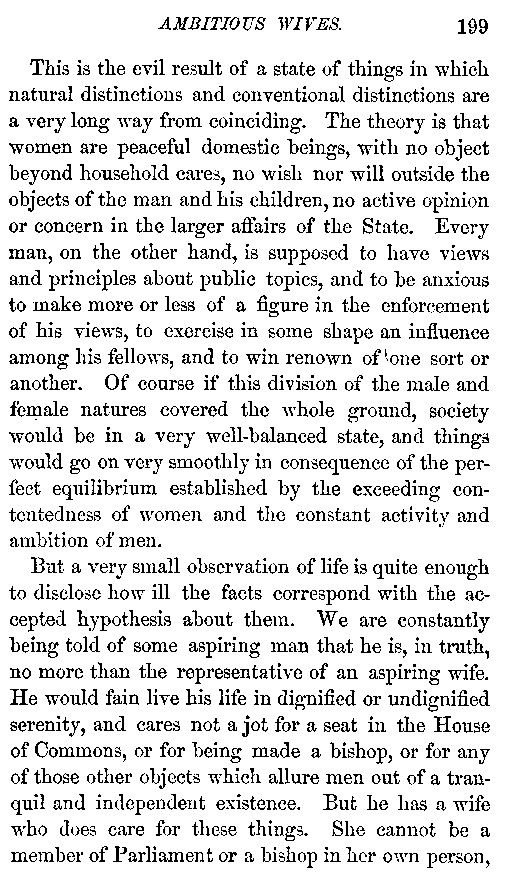 AMBITIOUS WIVES. 199
This is the evil result of a state of things in which
natural distinctions and conventional distinctions are
a very long way from coinciding. The theory is that
women are peaceful domestic beings, with no object
beyond household cares, no wish nor will outside the
objects of the man and his children, no active opinion
or concern in the larger affairs of the State. Every
man, on the other hand, is supposed to have views
and principles about public topics, and to be anxious
to make more or less of a figure in the enforcement
of his views, to exercise in some shape an influence
among his fellows, and to win renown of one sort or
another. Of course if this division of the male and
female natures covered the whole ground, society
would be in a very well-balanced state, and things
would go on very smoothly in consequence of the per-
fect equilibrium established by the exceeding con-
tentedness of women and the constant activity and
ambition of men.
But a very small observation of life is quite enough
to disclose how ill the facts correspond with the ac-
cepted hypothesis about them. We are constantly
being told of some aspiring man that he is, in truth,
no more than the representative of an aspiring wife.
He would fain live his life in dignified or undignified
serenity, and cares not a jot for a seat in the House
of Commons, or for being made a bishop, or for any
of those other objects which allure men out of a tran-
quil and independent existence. But he has a wife
who does care for these things. She cannot be a
member of Parliament or a bishop in her own person,